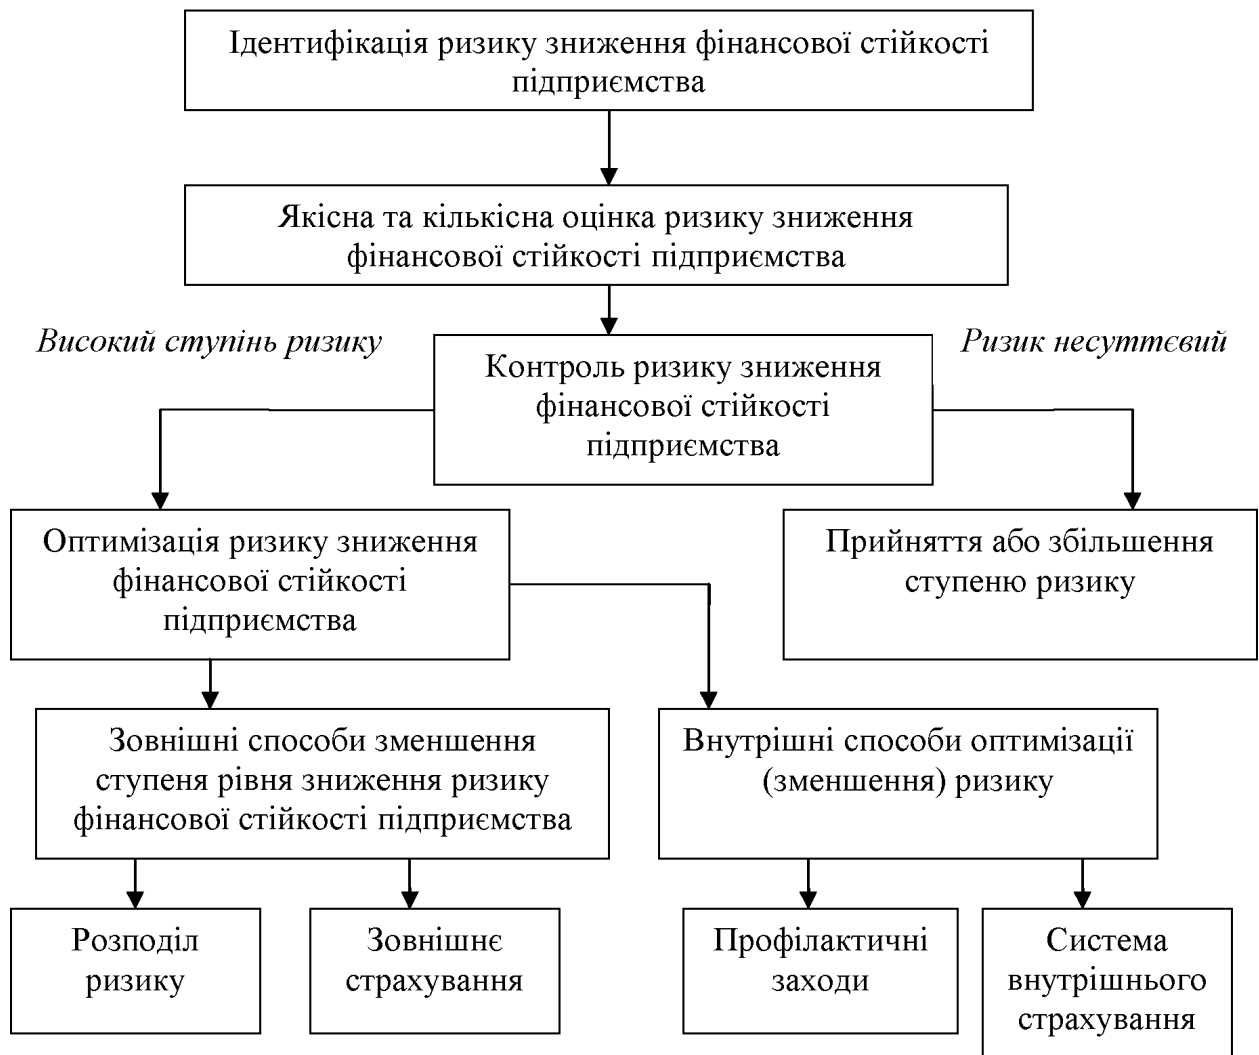 Ідентифікація ризику зниження фінансової стійкості
підприємства
Якісна та кількісна оцінка ризику зниження
фінансової стійкості підприємства
Високий ступінь ризику
Ризик несуттєвий
Контроль ризику зниження
фінансової стійкості
підприємства
Оптимізація ризику зниження
фінансової стійкості
підприємства
Прийняття або збільшення
ступеню ризику
Зовнішні способи зменшення
ступеня рівня зниження ризику
фінансової стійкості підприємства
Внутрішні способи оптимізації
(зменшення) ризику
Розподіл
ризику
Зовнішнє
страхування
Профілактичні
заходи
Система
внутрішнього
страхування